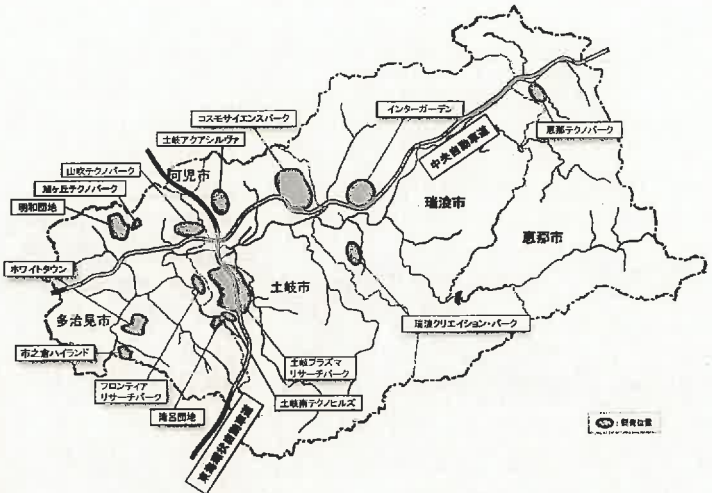 コスモサイエンスパーク
インターガーデン
土岐アクアシルヴァ
恵那テクノパーク
中央自動車道
可児市
山吹テクノパーク
旭ヶ丘テクノパーク
明和団地
瑞浪市
恵那市
ホワイトタウン
土岐市
多治見市
瑞浪クリエイション・パーク
市之倉ハイランド
土岐プラズマ
リサーチパーク
フロンティア
リサーチパーク
土岐南テクノヒルズ
滝呂団地
東海環状自動車道
：開発位置